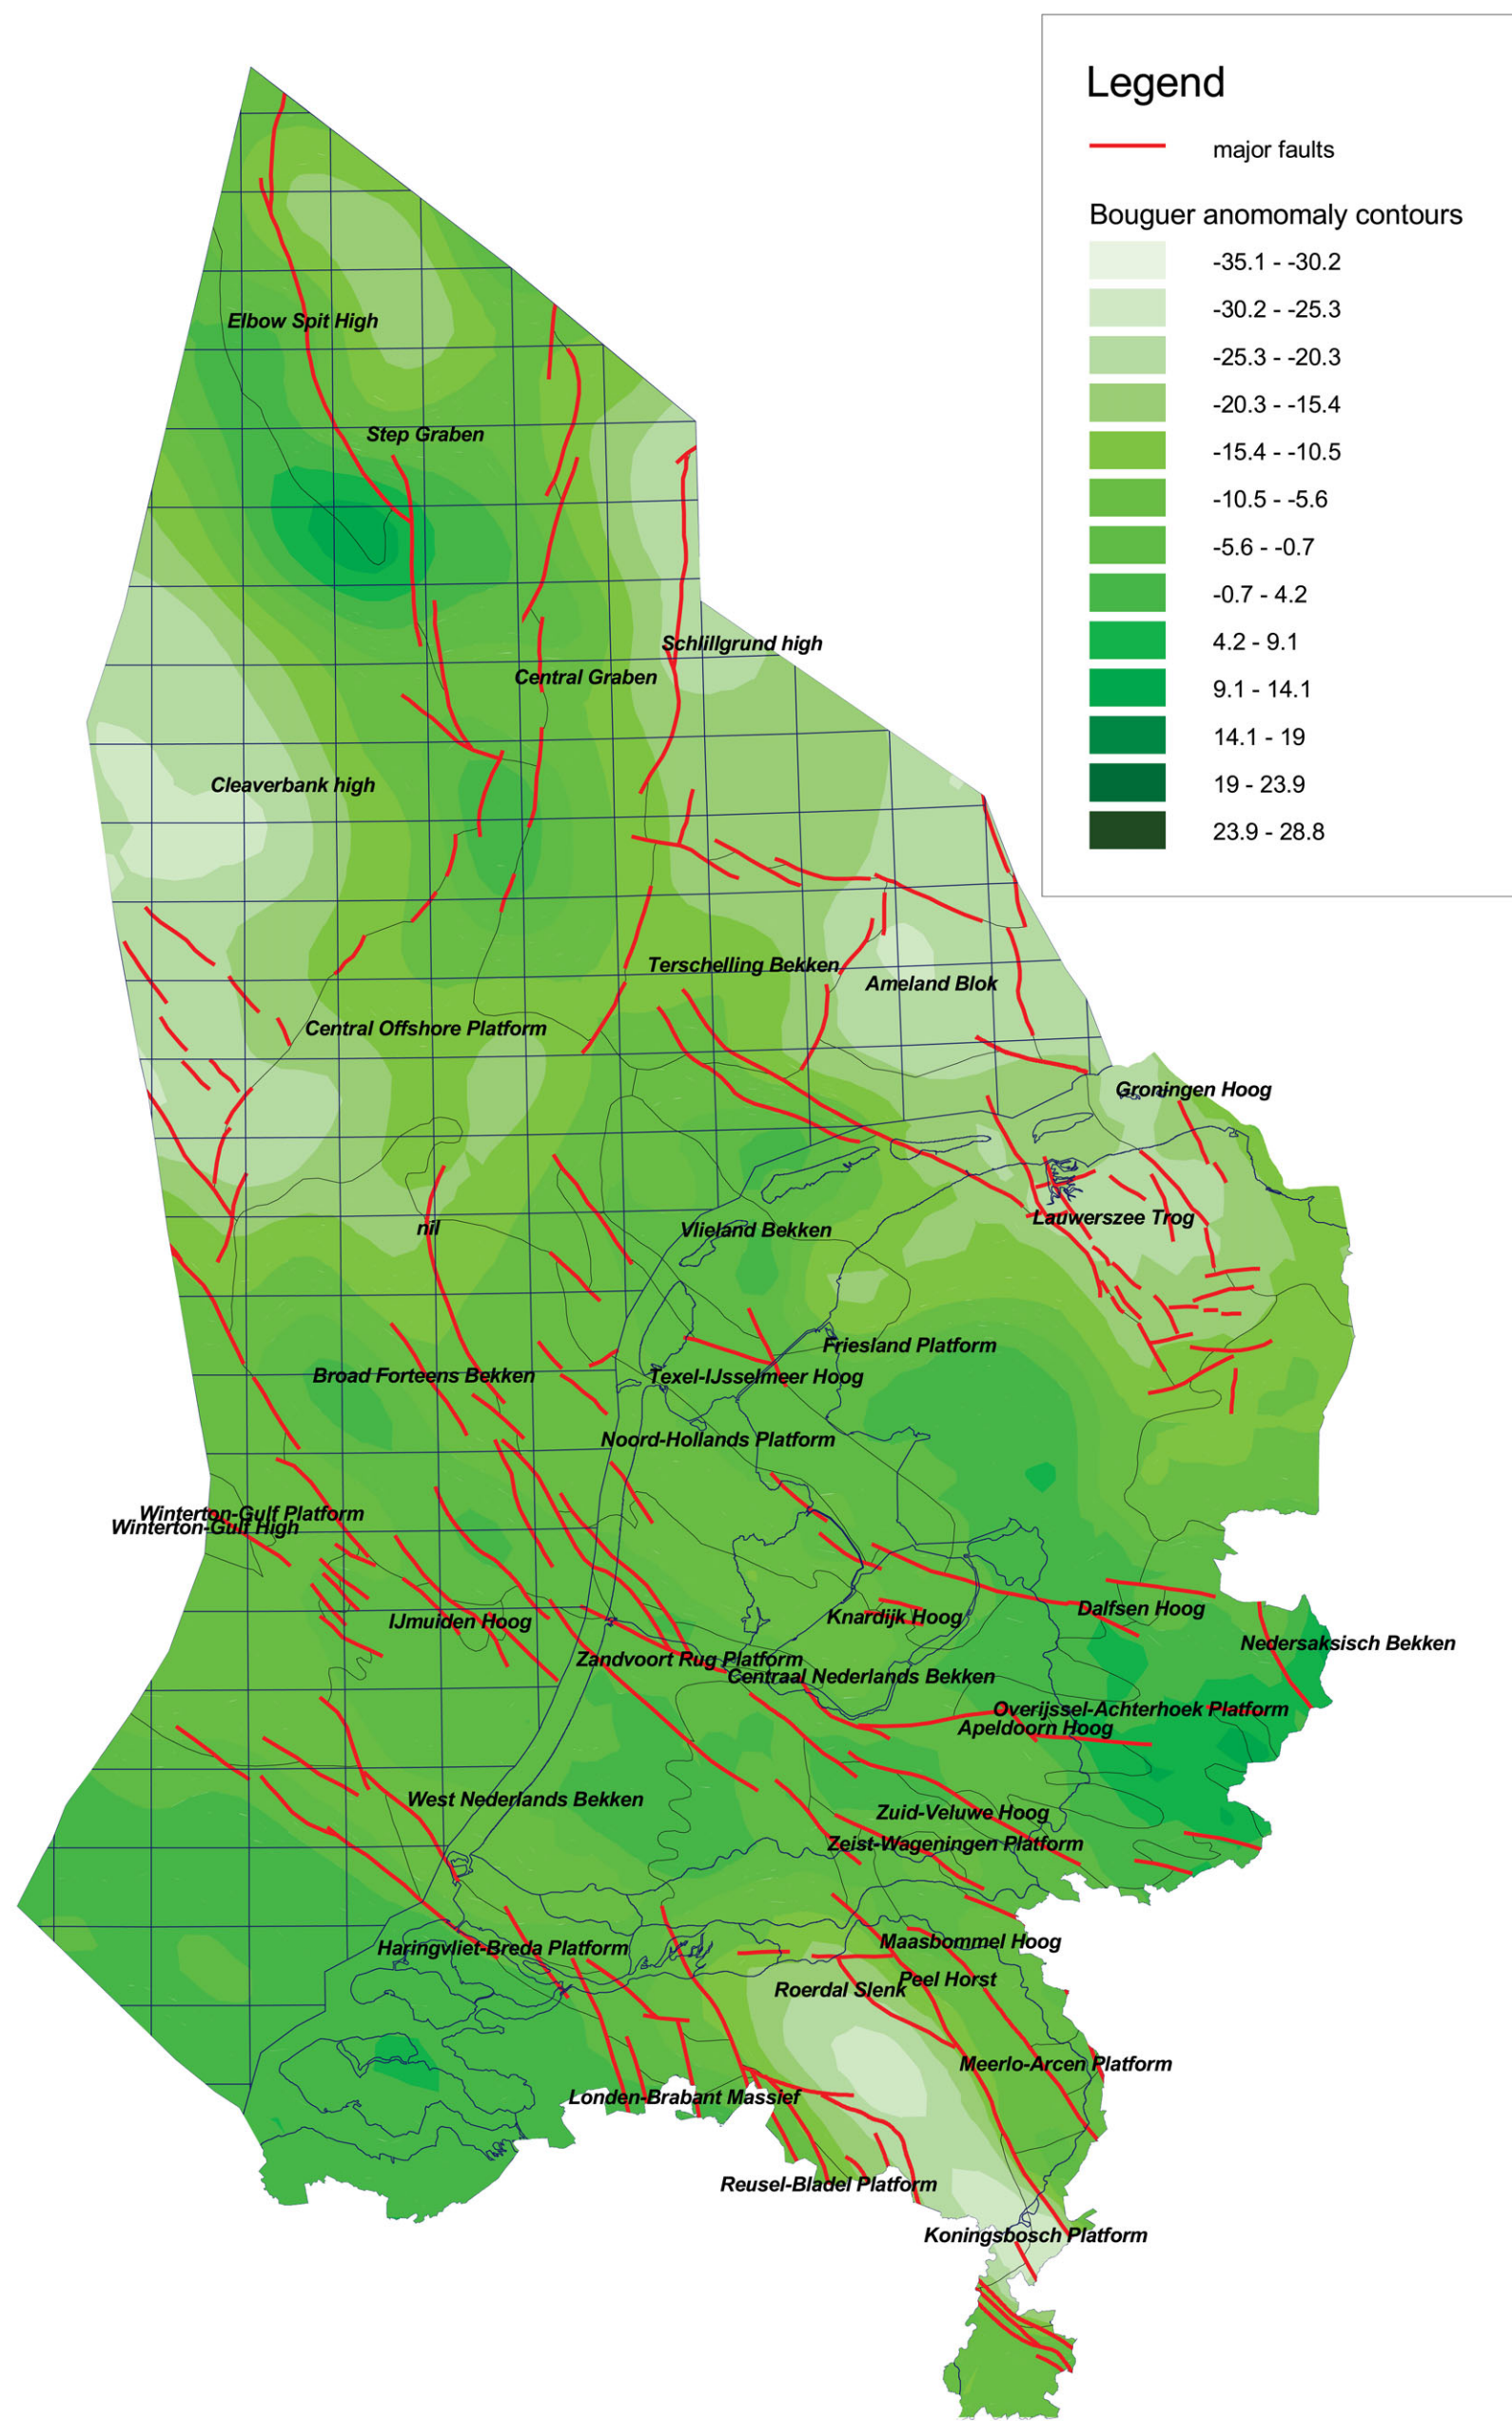 Legend
major faults
Bouguer anomomaly contours
-35.1 - -30.2
-30.2 - -25.3
-25.3 - -20.3
-20.3 - -15.4
-15.4 - -10.5
-10.5 - -5.6
-5.6 - -0.7
-0.7 - 4.2
4.2 - 9.1
9.1 - 14.1
14.1 - 19
19 - 23.9
23.9 - 28.8
Elbow Spit High
Step Graben
Schlillgrund high
Central Graben
Cleaverbank high
Terschelling Bekken
Ameland Blok
Central Offshore Platform
Groningen Hoog
Lauwerszee Trog
nil
Vlieland Bekken
Friesland Platform
Broad Forteens Bekken
Texel-IJsselmeer Hoog
Noord-Hollands Platform
Winterton-Gulf Platform
Winterton-Gulf High
Dalfsen Hoog
Knardijk Hoog
IJmuiden Hoog
Nedersaksisch Bekken
Zandvoort Rug Platform
Centraal Nederlands Bekken
Overijssel-Achterhoek Platform
Apeldoorn Hoog
West Nederlands Bekken
Zuid-Veluwe Hoog
Zeist-Wageningen Platform
Maasbommel Hoog
Haringvliet-Breda Platform
Peel Horst
Roerdal Slenk
Meerlo-Arcen Platform
Londen-Brabant Massief
Reusel-Bladel Platform
Koningsbosch Platform